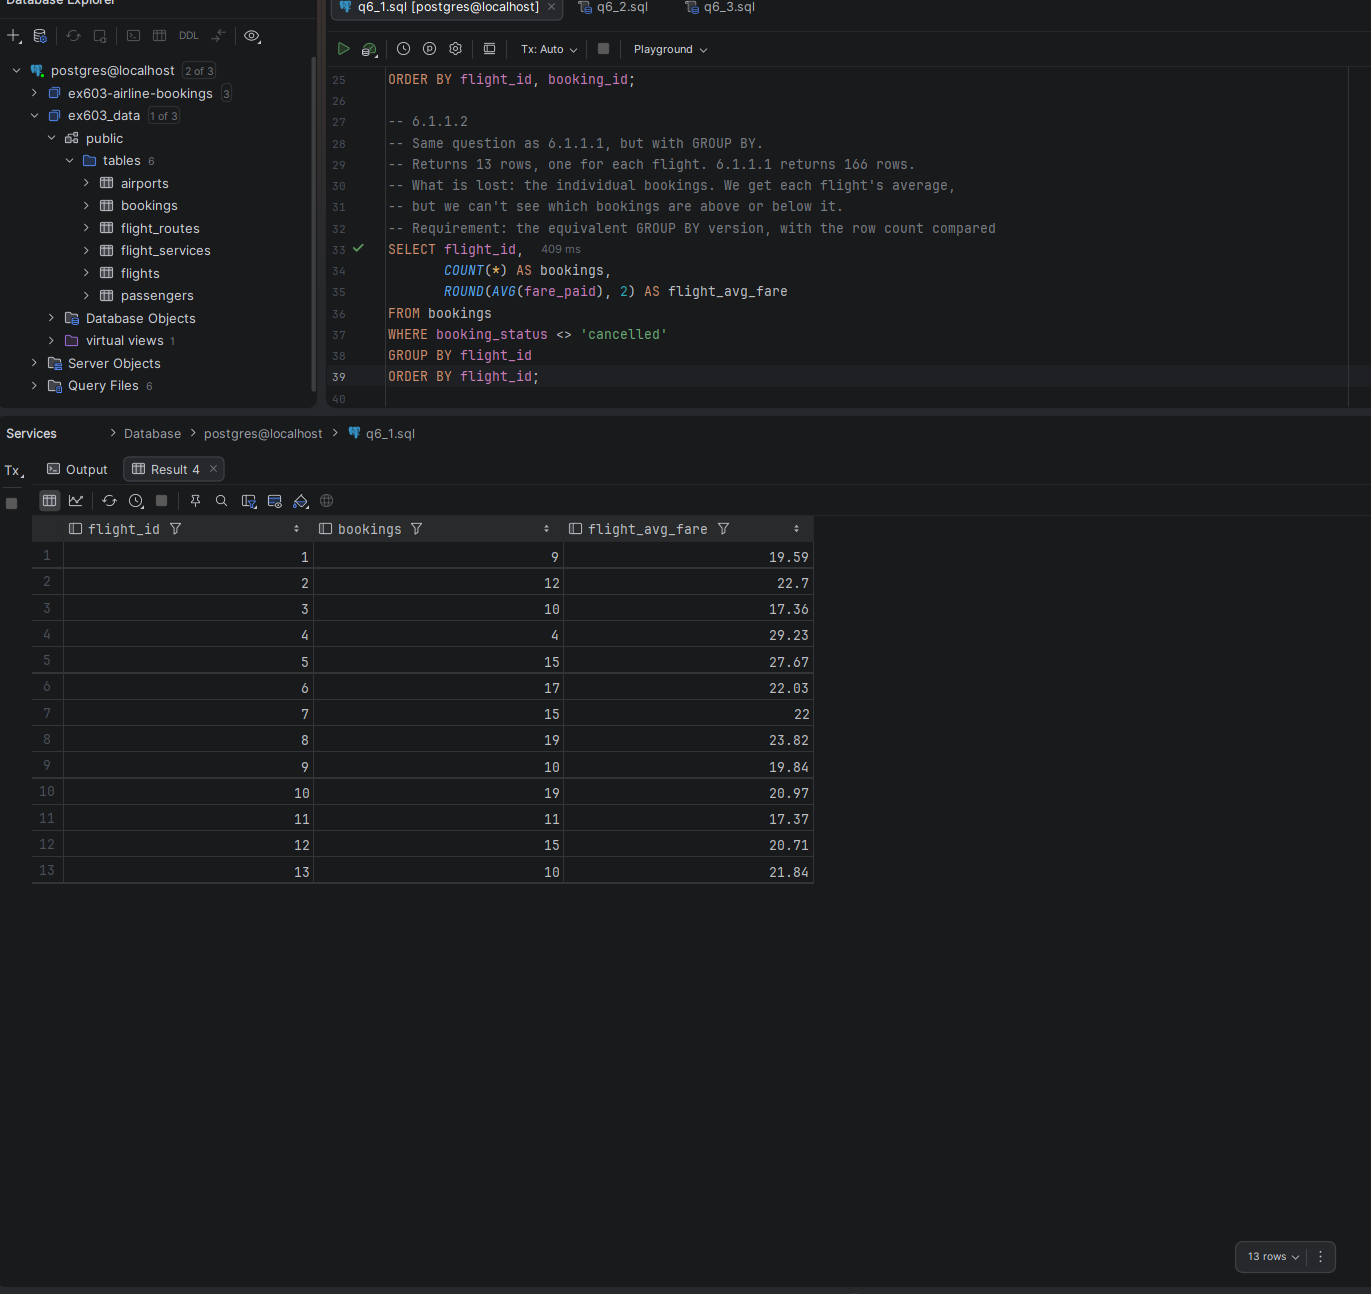 Database Explorer
DDL
postgres@localhost 2 of 3
ex603-airline-bookings 3
ex603_data 1 of 3
public
tables 6
airports
bookings
flight_routes
flight_services
flights
passengers
Database Objects
virtual views 1
Server Objects
Query Files 6
q6_1.sql [postgres@localhost] q6_2.sql q6_3.sql
Tx: Auto Playground
25 ORDER BY flight_id, booking_id;
26
27 -- 6.1.1.2
28 -- Same question as 6.1.1.1, but with GROUP BY.
29 -- Returns 13 rows, one for each flight. 6.1.1.1 returns 166 rows.
30 -- What is lost: the individual bookings. We get each flight's average,
31 -- but we can't see which bookings are above or below it.
32 -- Requirement: the equivalent GROUP BY version, with the row count compared
33 SELECT flight_id, 409 ms
34 COUNT(*) AS bookings,
35 ROUND(AVG(fare_paid), 2) AS flight_avg_fare
36 FROM bookings
37 WHERE booking_status <> 'cancelled'
38 GROUP BY flight_id
39 ORDER BY flight_id;
40
Services Database postgres@localhost q6_1.sql
Tx Output Result 4
flight_id bookings flight_avg_fare
1 1 9 19.59
2 2 12 22.7
3 3 10 17.36
4 4 4 29.23
5 5 15 27.67
6 6 17 22.03
7 7 15 22
8 8 19 23.82
9 9 10 19.84
10 10 19 20.97
11 11 11 17.37
12 12 15 20.71
13 13 10 21.84
13 rows